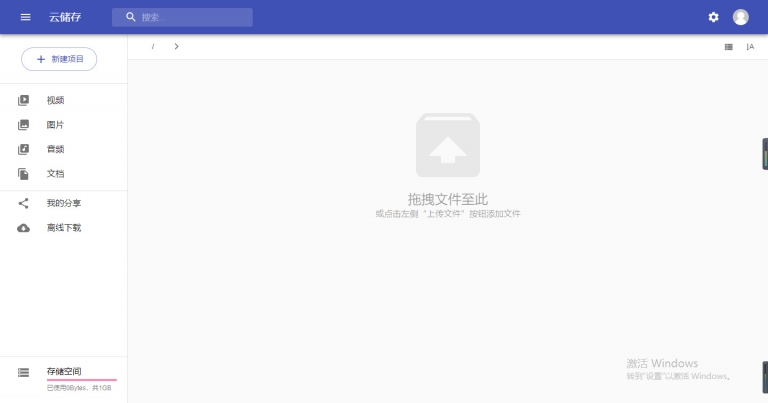 云储存
搜索...
新建项目
/
视频
图片
音频
文档
我的分享
离线下载
拖拽文件至此
或点击左侧“上传文件”按钮添加文件
存储空间
已使用0Bytes，共1GB
激活 Windows
转到“设置”以激活 Windows。